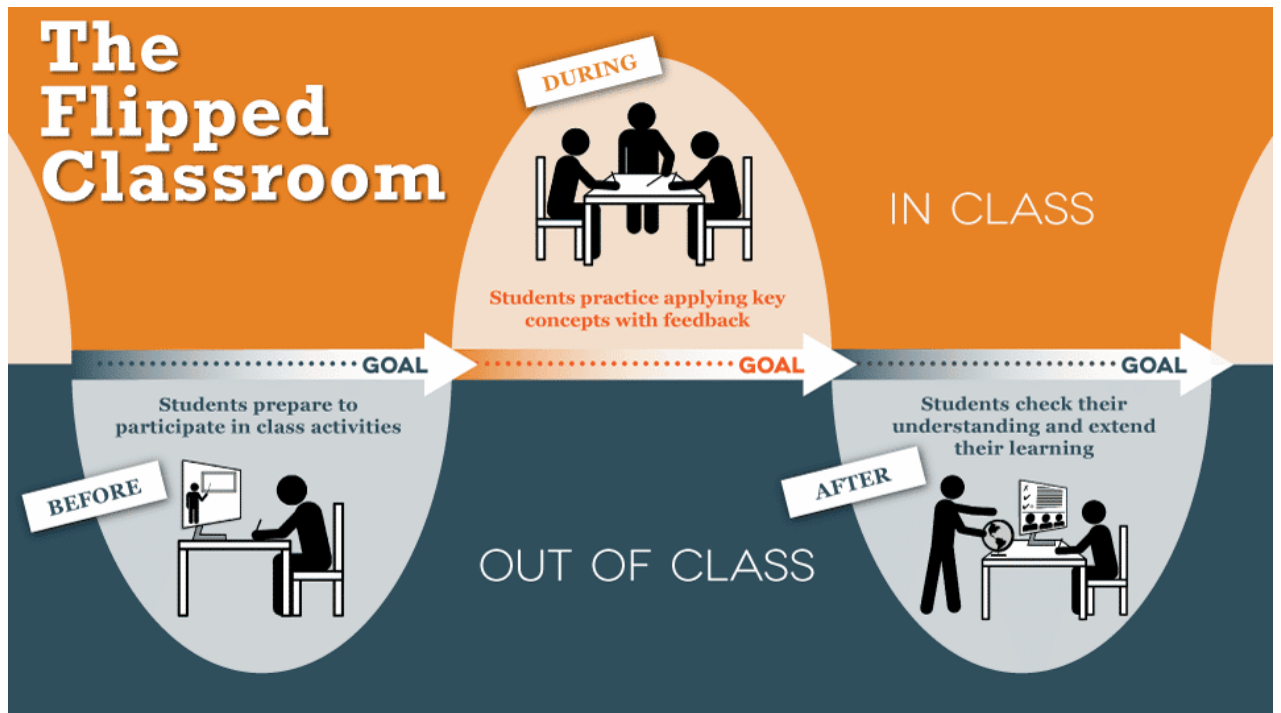 The
Flipped
Classroom
DURING
IN CLASS
Students practice applying key
concepts with feedback
GOAL
GOAL
GOAL
Students prepare to
participate in class activities
BEFORE
OUT OF CLASS
Students check their
understanding and extend
their learning
AFTER